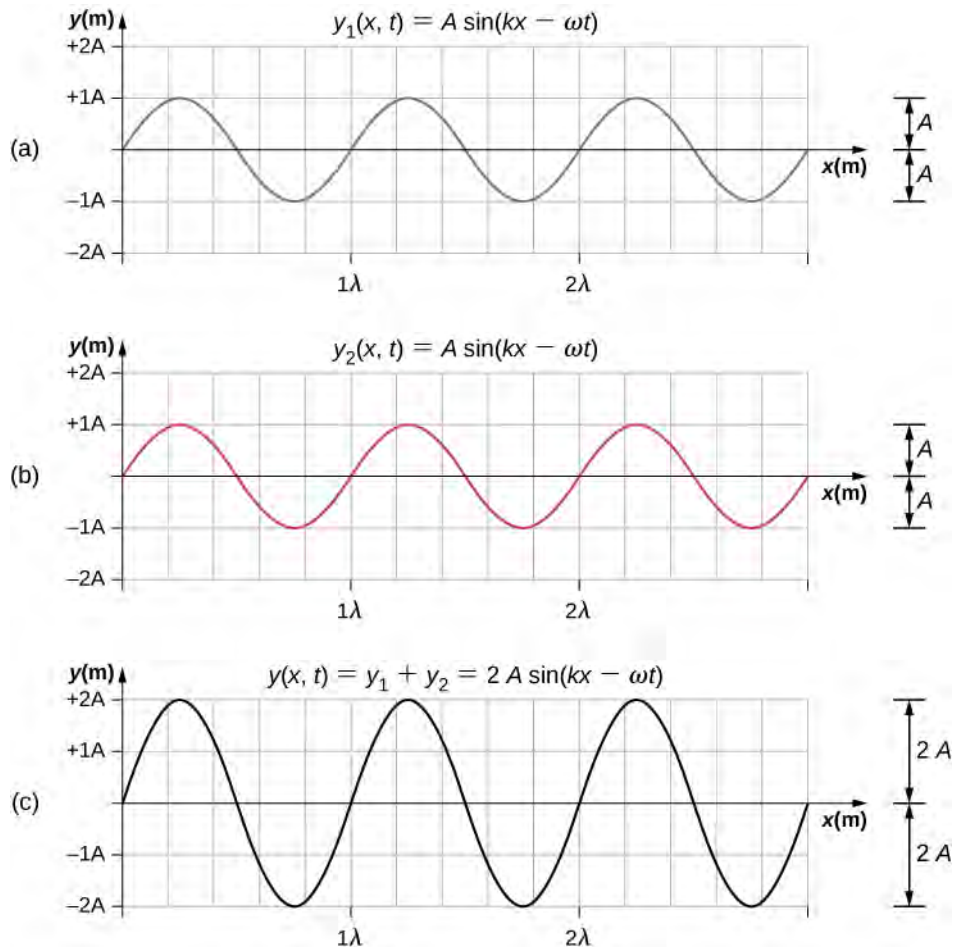 y(m)
y₁(x, t) = A sin(kx − ωt)
+2A
+1A
A
(a)
x(m)
A
–1A
–2A
1λ
2λ
y(m)
y₂(x, t) = A sin(kx − ωt)
+2A
+1A
A
(b)
x(m)
A
–1A
–2A
1λ
2λ
y(m)
y(x, t) = y₁ + y₂ = 2 A sin(kx − ωt)
+2A
+1A
2 A
(c)
x(m)
–1A
2 A
–2A
1λ
2λ